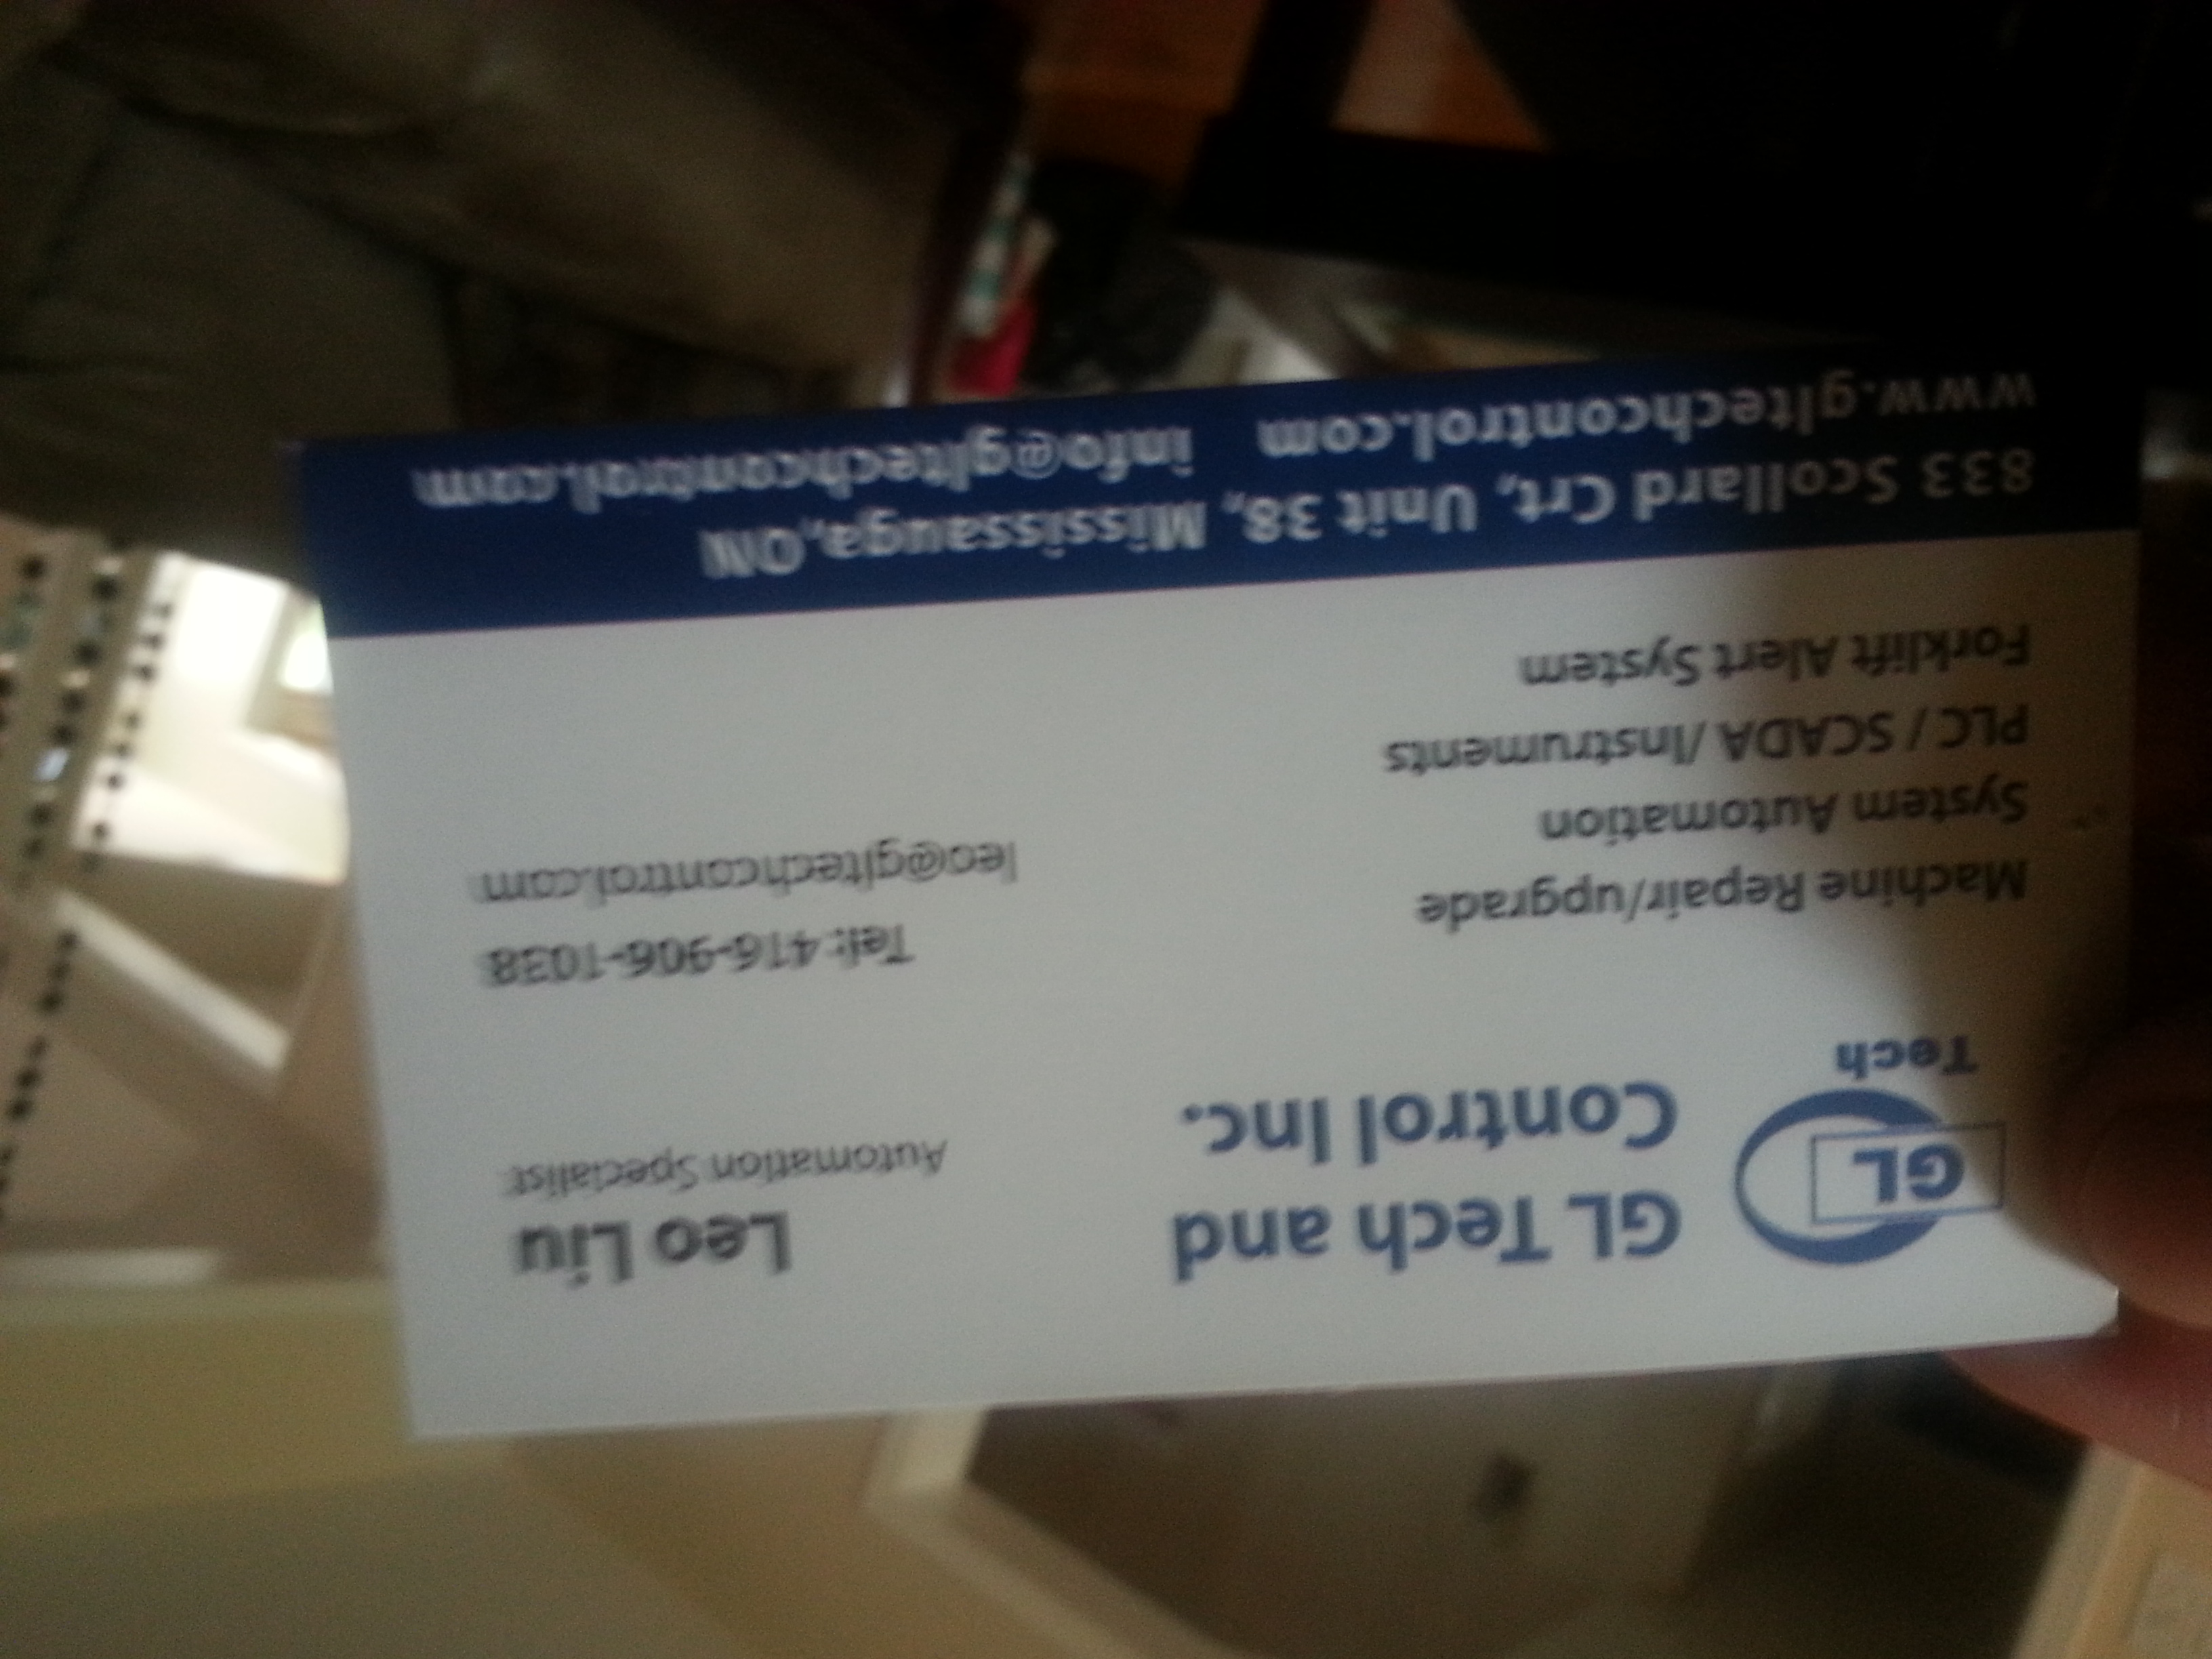 GL
Tech
GL Tech and
Control Inc.
Leo Liu
Automation Specialist
Machine Repair/upgrade
System Automation
PLC / SCADA /Instruments
Forklift Alert System
Tel: 416-906-1038
leo@gltechcontrol.com
833 Scollard Crt, Unit 38, Mississauga,ON
www.gltechcontrol.com info@gltechcontrol.com